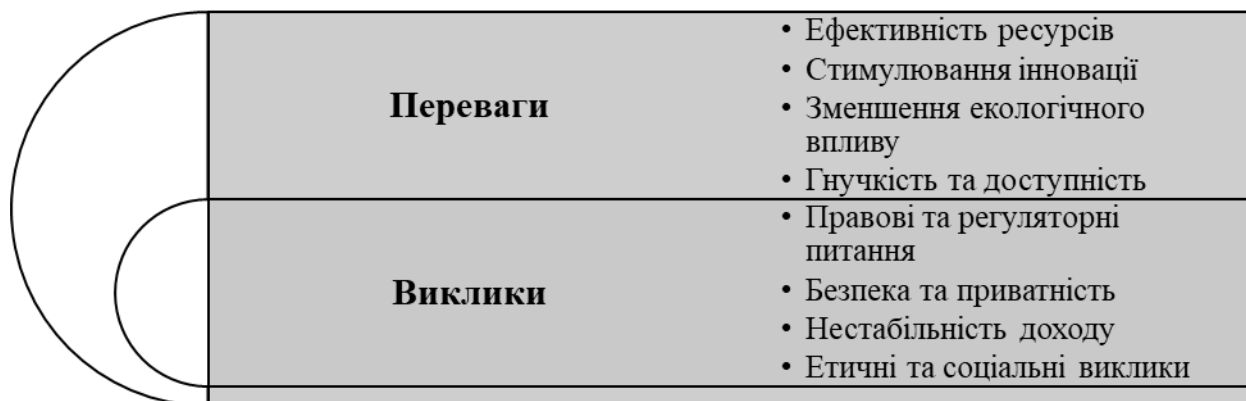 Переваги
• Ефективність ресурсів
• Стимулювання інновації
• Зменшення екологічного
впливу
• Гнучкість та доступність
Виклики
• Правові та регуляторні
питання
• Безпека та приватність
• Нестабільність доходу
• Етичні та соціальні виклики